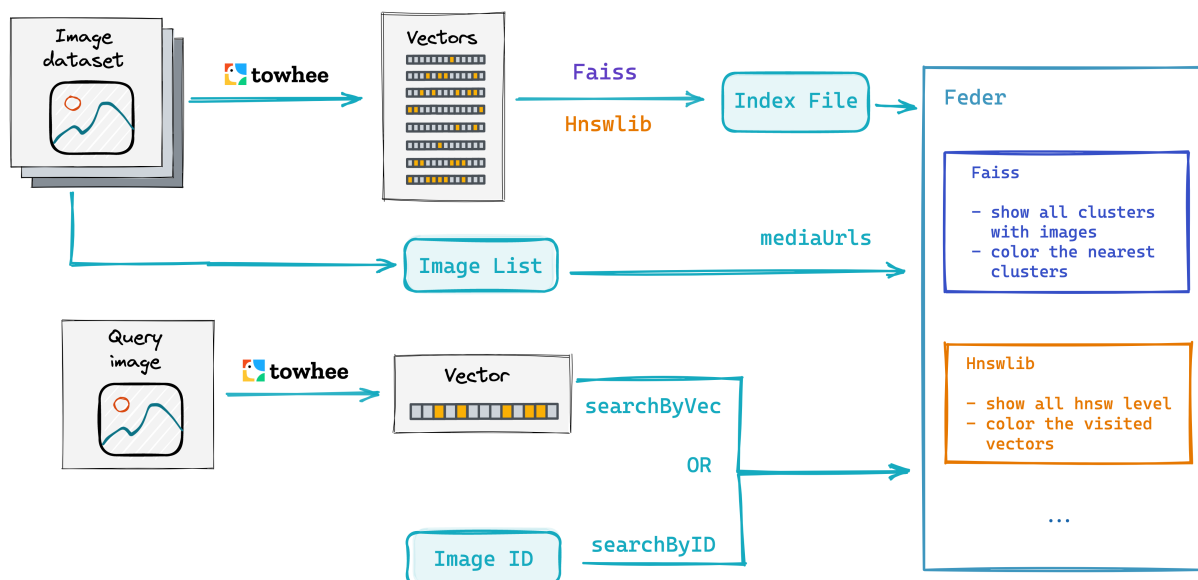 Image
dataset
towhee
Vectors
Faiss
Hnswlib
Index File
Feder
Faiss
- show all clusters
with images
- color the nearest
clusters
Image List
mediaUrls
Query
image
towhee
Vector
searchByVec
OR
Image ID
searchByID
Hnswlib
- show all hnsw level
- color the visited
vectors
...